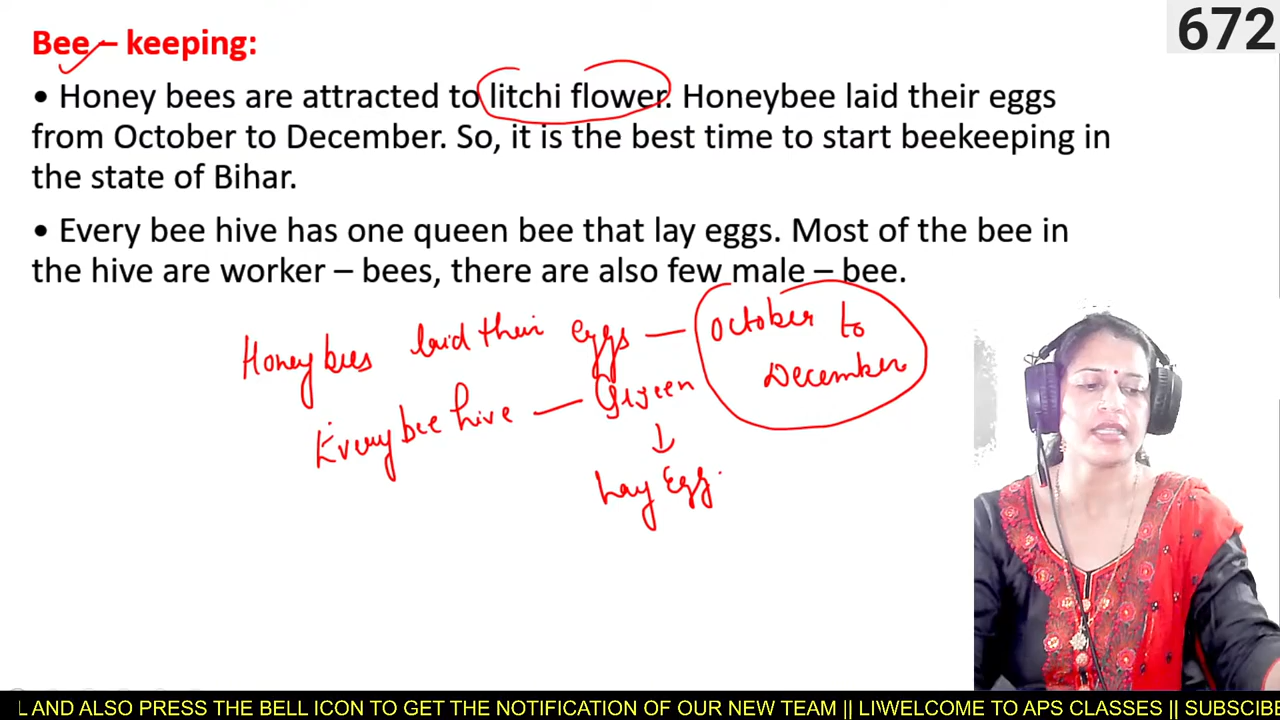 672
Bee – keeping:
• Honey bees are attracted to litchi flower. Honeybee laid their eggs
from October to December. So, it is the best time to start beekeeping in
the state of Bihar.
• Every bee hive has one queen bee that lay eggs. Most of the bee in
the hive are worker – bees, there are also few male – bee.
Honey bees laid their eggs — October to
December
Every bee hive — Queen
↓
Lay Egg.
L AND ALSO PRESS THE BELL ICON TO GET THE NOTIFICATION OF OUR NEW TEAM || LIWELCOME TO APS CLASSES || SUBSCIBE